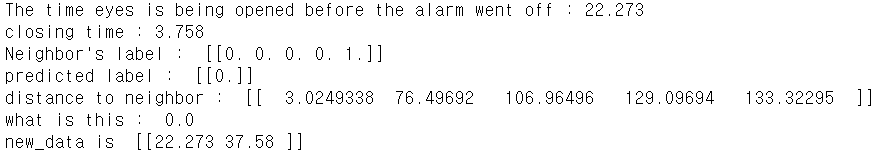 The time eyes is being opened before the alarm went off : 22.273
closing time : 3.758
Neighbor's label :  [[0. 0. 0. 0. 1.]]
predicted label :  [[0.]]
distance to neighbor :  [[  3.0249338  76.49692   106.96496   129.09694   133.32295  ]]
what is this :  0.0
new_data is  [[22.273 37.58 ]]